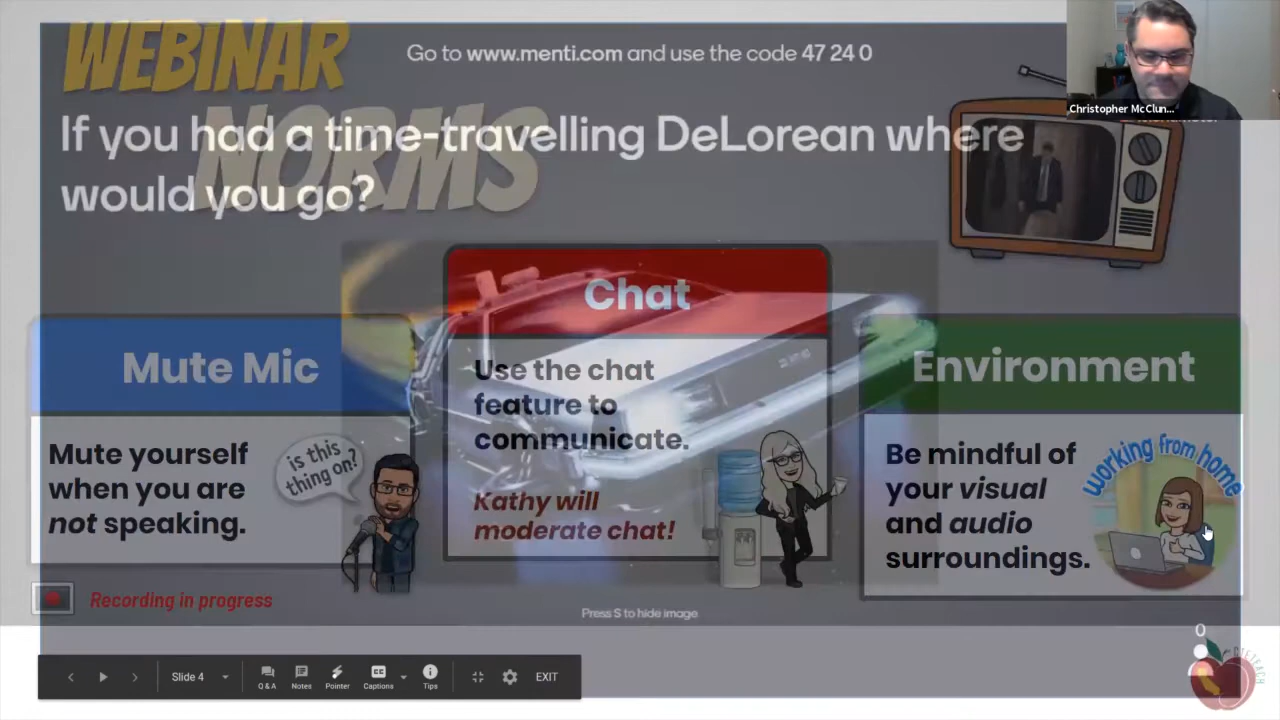 WEBINAR
NORMS
Go to www.menti.com and use the code 47 24 0
If you had a time-travelling DeLorean where
would you go?
Christopher McClun...
Mute Mic
Mute yourself
when you are
not speaking.
is this
thing on?
Chat
Use the chat
feature to
communicate.
Kathy will
moderate chat!
Environment
Be mindful of
your visual
and audio
surroundings.
working from home
Recording in progress
Press S to hide image
0
Slide 4
Q & A
Notes
Pointer
CC
Captions
Tips
EXIT